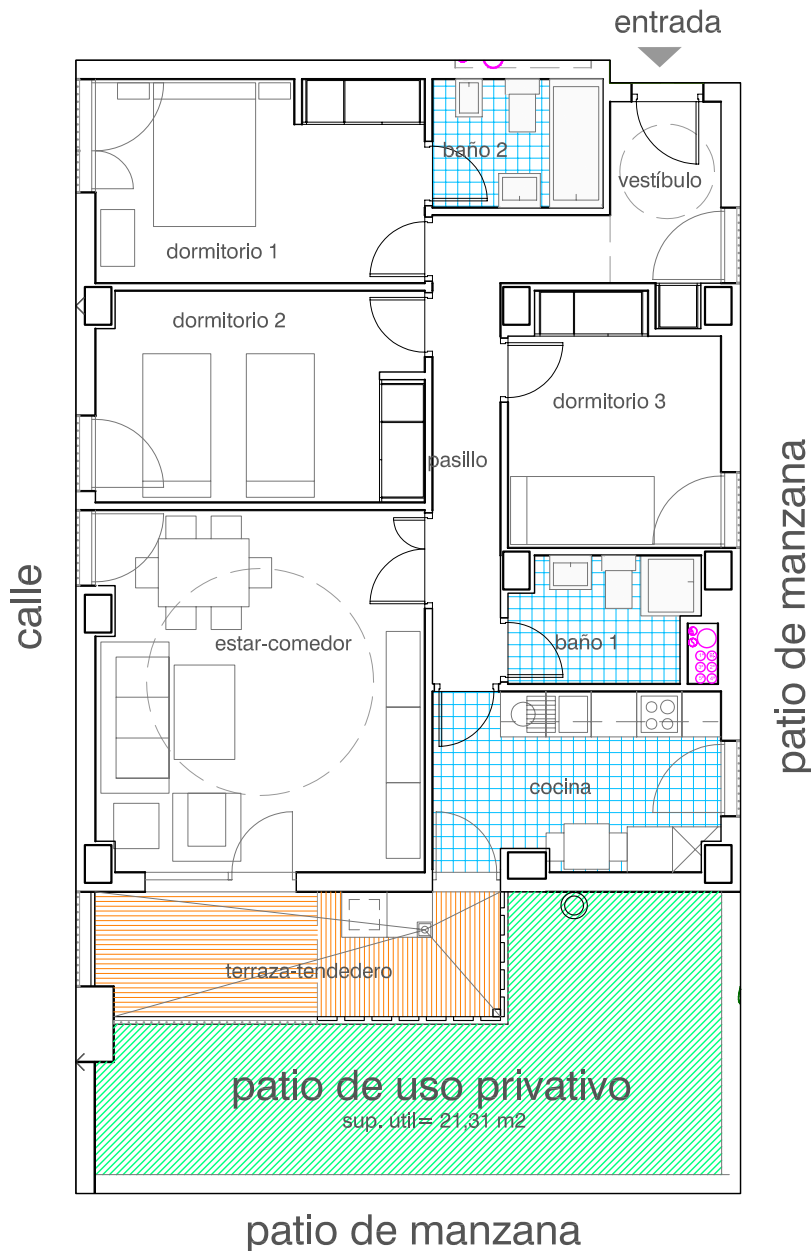 entrada
baño 2
vestíbulo
dormitorio 1
dormitorio 2
dormitorio 3
pasillo
calle
patio de manzana
estar-comedor
baño 1
cocina
terraza-tendedero
patio de uso privativo
sup. útil= 21,31 m2
patio de manzana